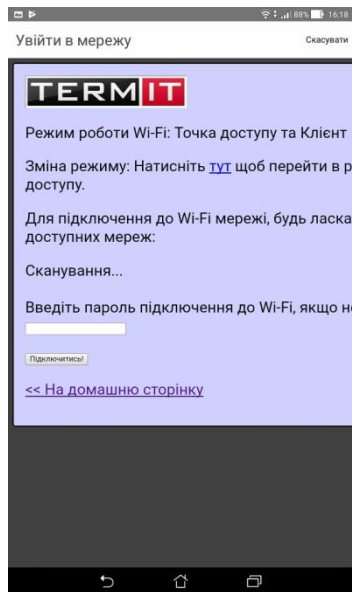 88% 16:18
Увійти в мережу Скасувати
TERMIT
Режим роботи Wi-Fi: Точка доступу та Клієнт
Зміна режиму: Натисніть тут щоб перейти в р
доступу.
Для підключення до Wi-Fi мережі, будь ласка
доступних мереж:
Сканування...
Введіть пароль підключення до Wi-Fi, якщо н
Підключитись!
<< На домашню сторінку